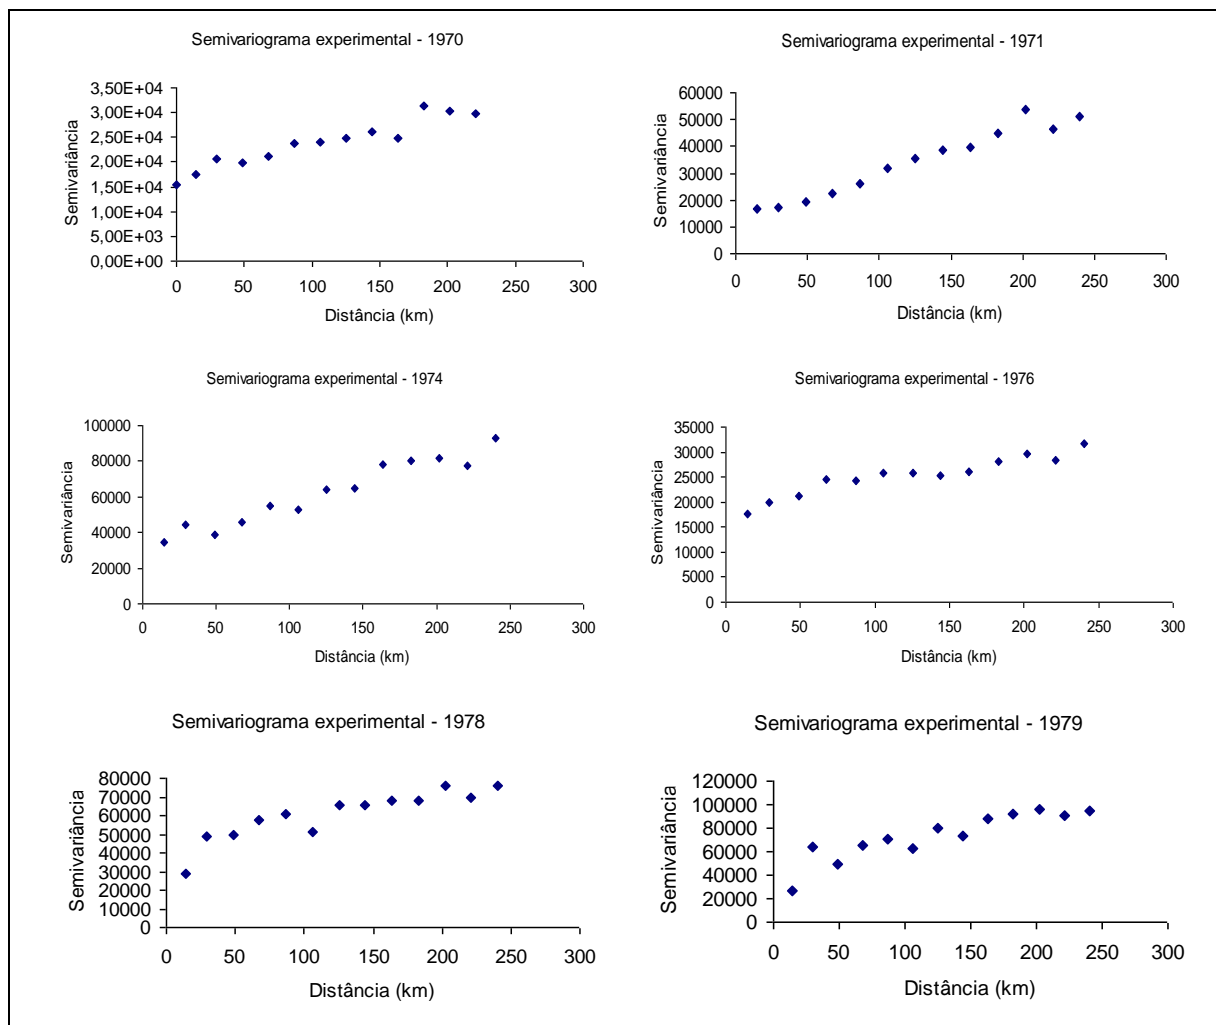 Semivariograma experimental - 1970
3,50E+04
3,00E+04
2,50E+04
2,00E+04
1,50E+04
1,00E+04
5,00E+03
0,00E+00
Semivariância
0 50 100 150 200 250 300
Distância (km)
Semivariograma experimental - 1971
60000
50000
40000
30000
20000
10000
0
Semivariância
0 50 100 150 200 250 300
Distância (km)
Semivariograma experimental - 1974
100000
80000
60000
40000
20000
0
Semivariância
0 50 100 150 200 250 300
Distância (km)
Semivariograma experimental - 1976
35000
30000
25000
20000
15000
10000
5000
0
Semivariância
0 50 100 150 200 250 300
Distância (km)
Semivariograma experimental - 1978
80000
70000
60000
50000
40000
30000
20000
10000
0
Semivariância
0 50 100 150 200 250 300
Distância (km)
Semivariograma experimental - 1979
120000
100000
80000
60000
40000
20000
0
Semivariância
0 50 100 150 200 250 300
Distância (km)